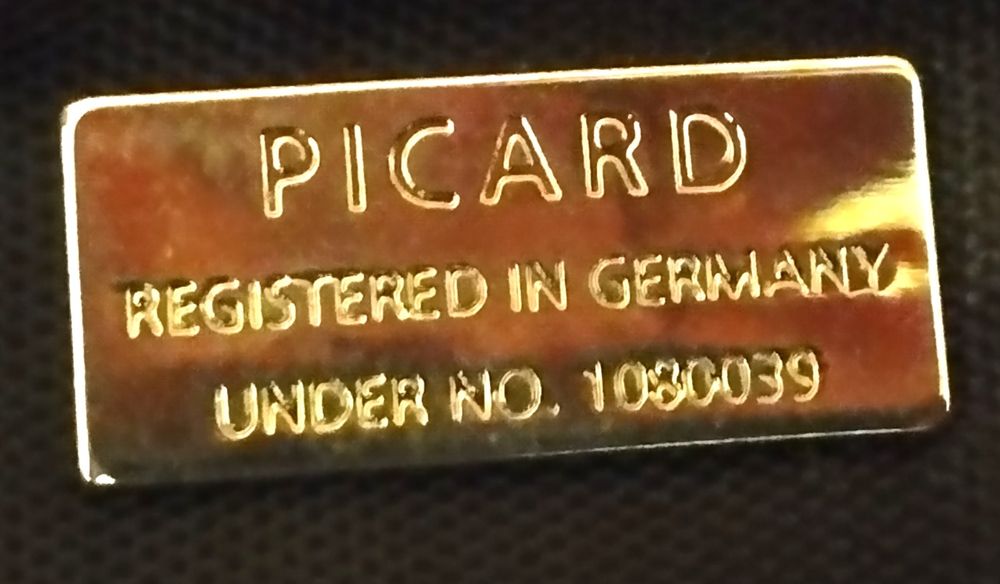 PICARD
REGISTERED IN GERMANY
UNDER NO. 1080039